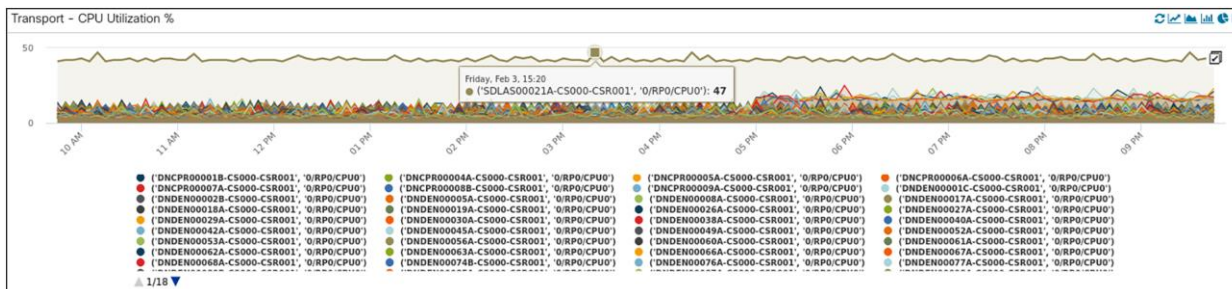 Transport - CPU Utilization %
50
Friday, Feb 3, 15:20
('SDLAS00021A-CS000-CSR001', '0/RP0/CPU0'): 47
0
10 AM 11 AM 12 PM 01 PM 02 PM 03 PM 04 PM 05 PM 06 PM 07 PM 08 PM 09 PM
('DNCPR00001B-CS000-CSR001', '0/RP0/CPU0') ('DNCPR00004A-CS000-CSR001', '0/RP0/CPU0') ('DNCPR00005A-CS000-CSR001', '0/RP0/CPU0') ('DNCPR00006A-CS000-CSR001', '0/RP0/CPU0')
('DNCPR00007A-CS000-CSR001', '0/RP0/CPU0') ('DNCPR00008B-CS000-CSR001', '0/RP0/CPU0') ('DNCPR00009A-CS000-CSR001', '0/RP0/CPU0') ('DNDEN00001C-CS000-CSR001', '0/RP0/CPU0')
('DNDEN00002B-CS000-CSR001', '0/RP0/CPU0') ('DNDEN00005A-CS000-CSR001', '0/RP0/CPU0') ('DNDEN00008A-CS000-CSR001', '0/RP0/CPU0') ('DNDEN00017A-CS000-CSR001', '0/RP0/CPU0')
('DNDEN00018A-CS000-CSR001', '0/RP0/CPU0') ('DNDEN00019A-CS000-CSR001', '0/RP0/CPU0') ('DNDEN00026A-CS000-CSR001', '0/RP0/CPU0') ('DNDEN00027A-CS000-CSR001', '0/RP0/CPU0')
('DNDEN00029A-CS000-CSR001', '0/RP0/CPU0') ('DNDEN00030A-CS000-CSR001', '0/RP0/CPU0') ('DNDEN00038A-CS000-CSR001', '0/RP0/CPU0') ('DNDEN00040A-CS000-CSR001', '0/RP0/CPU0')
('DNDEN00042A-CS000-CSR001', '0/RP0/CPU0') ('DNDEN00045A-CS000-CSR001', '0/RP0/CPU0') ('DNDEN00049A-CS000-CSR001', '0/RP0/CPU0') ('DNDEN00052A-CS000-CSR001', '0/RP0/CPU0')
('DNDEN00053A-CS000-CSR001', '0/RP0/CPU0') ('DNDEN00056A-CS000-CSR001', '0/RP0/CPU0') ('DNDEN00060A-CS000-CSR001', '0/RP0/CPU0') ('DNDEN00061A-CS000-CSR001', '0/RP0/CPU0')
('DNDEN00062A-CS000-CSR001', '0/RP0/CPU0') ('DNDEN00063A-CS000-CSR001', '0/RP0/CPU0') ('DNDEN00066A-CS000-CSR001', '0/RP0/CPU0') ('DNDEN00067A-CS000-CSR001', '0/RP0/CPU0')
('DNDEN00068A-CS000-CSR001', '0/RP0/CPU0') ('DNDEN00074B-CS000-CSR001', '0/RP0/CPU0') ('DNDEN00076A-CS000-CSR001', '0/RP0/CPU0') ('DNDEN00077A-CS000-CSR001', '0/RP0/CPU0')
1/18